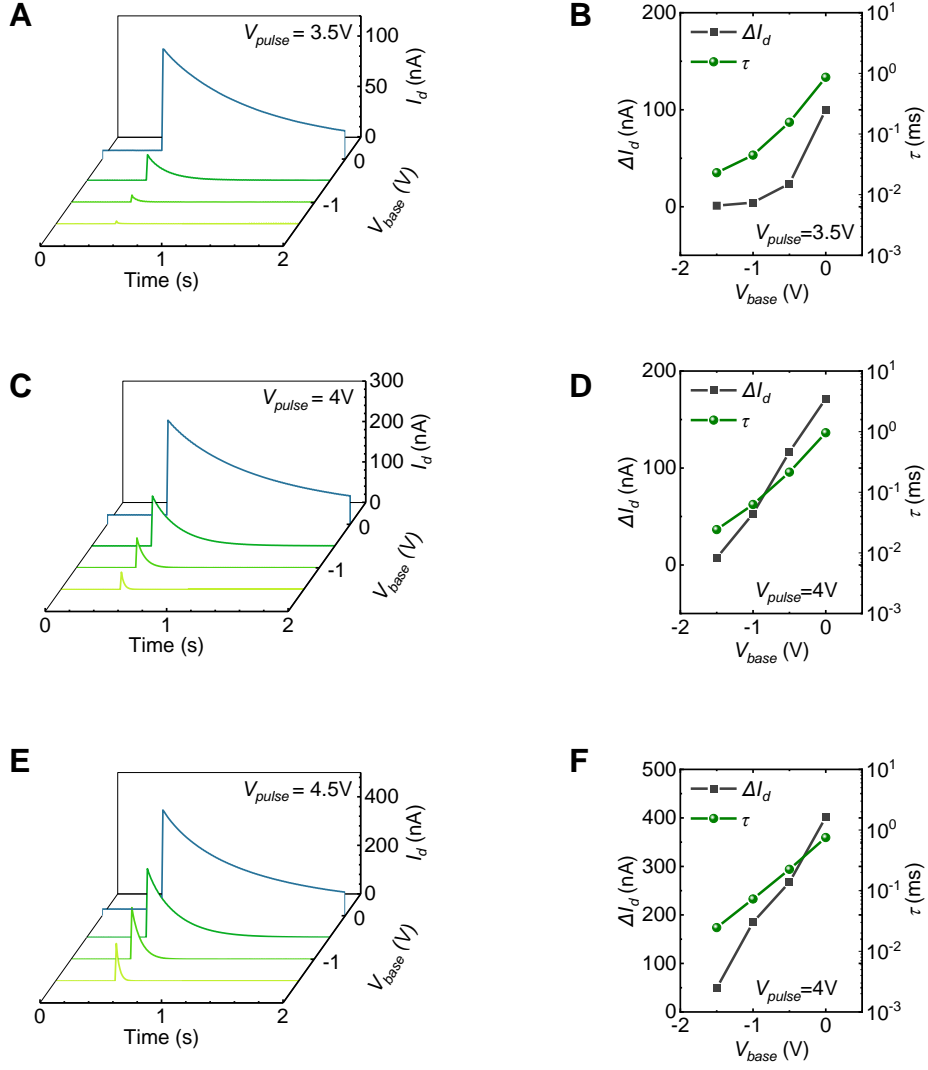 A
V_pulse = 3.5V
100
50
0
I_d (nA)
0
-1
V_base (V)
0
1
2
Time (s)
B
200
100
0
ΔI_d (nA)
ΔI_d
τ
10^1
10^0
10^-1
10^-2
10^-3
τ (ms)
V_pulse=3.5V
-2
-1
0
V_base (V)
C
V_pulse = 4V
300
200
100
0
I_d (nA)
0
-1
V_base (V)
0
1
2
Time (s)
D
200
100
0
ΔI_d (nA)
ΔI_d
τ
10^1
10^0
10^-1
10^-2
10^-3
τ (ms)
V_pulse=4V
-2
-1
0
V_base (V)
E
V_pulse = 4.5V
400
200
0
I_d (nA)
0
-1
V_base (V)
0
1
2
Time (s)
F
500
400
300
200
100
0
ΔI_d (nA)
ΔI_d
τ
10^1
10^0
10^-1
10^-2
10^-3
τ (ms)
V_pulse=4V
-2
-1
0
V_base (V)